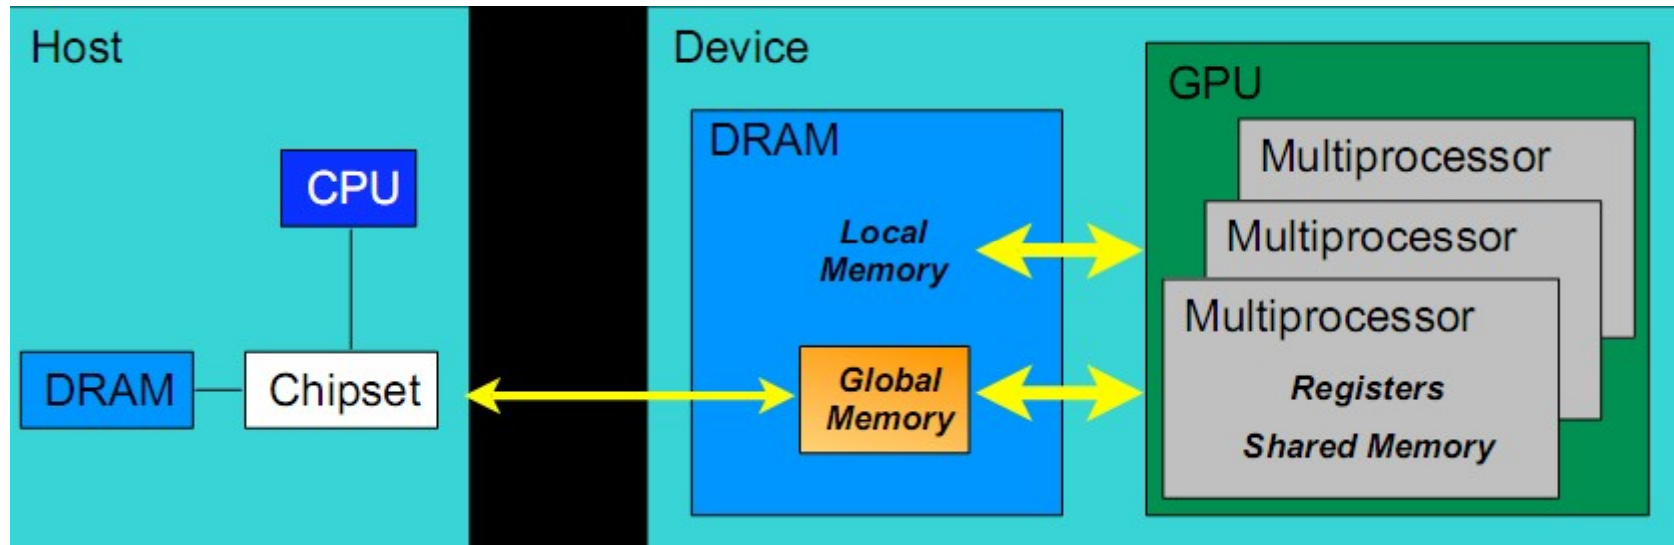 Host
CPU
DRAM
Chipset
Device
DRAM
Local
Memory
Global
Memory
GPU
Multiprocessor
Multiprocessor
Multiprocessor
Registers
Shared Memory